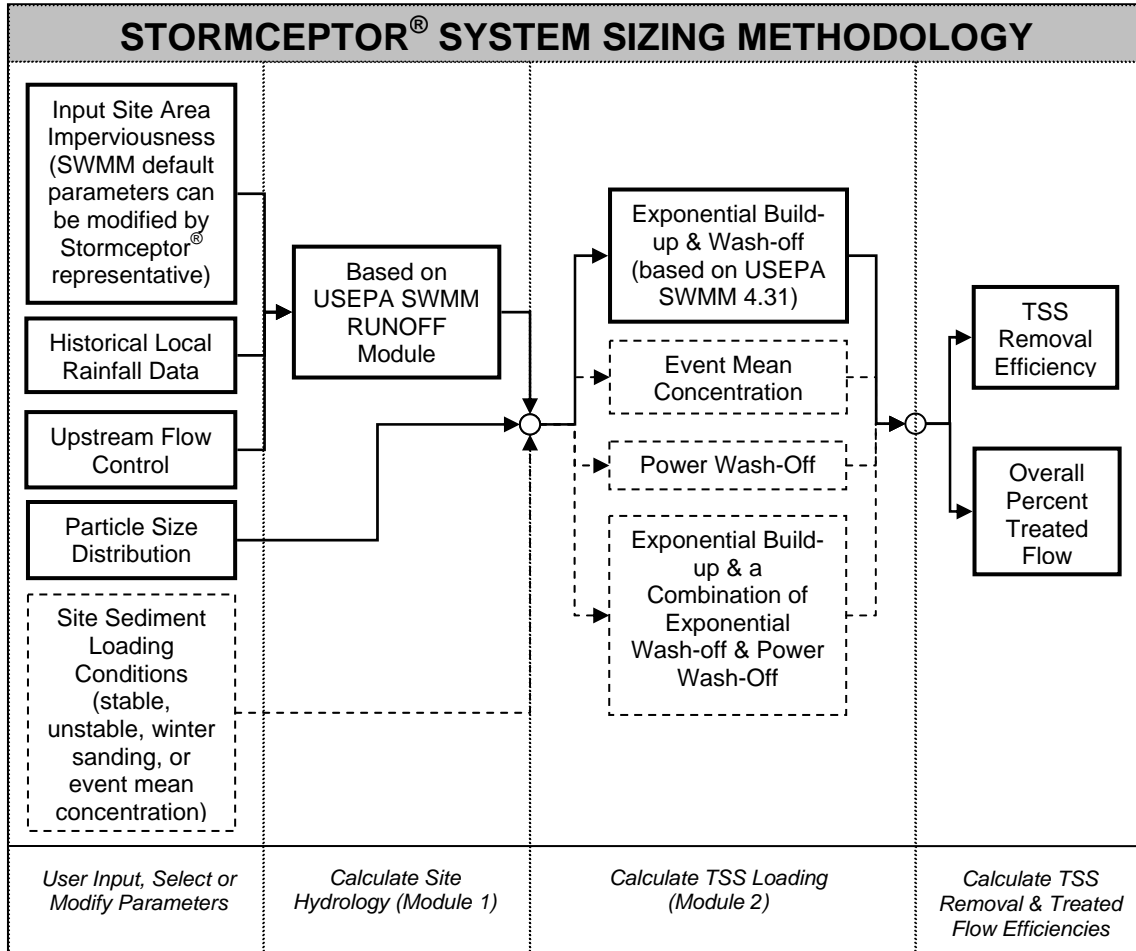 STORMCEPTOR® SYSTEM SIZING METHODOLOGY
Input Site Area
Imperviousness
(SWMM default
parameters can
be modified by
Stormceptor®
representative)
Historical Local
Rainfall Data
Upstream Flow
Control
Particle Size
Distribution
Site Sediment
Loading
Conditions
(stable,
unstable, winter
sanding, or
event mean
concentration)
User Input, Select or
Modify Parameters
Based on
USEPA SWMM
RUNOFF
Module
Calculate Site
Hydrology (Module 1)
Exponential Build-
up & Wash-off
(based on USEPA
SWMM 4.31)
Event Mean
Concentration
Power Wash-Off
Exponential Build-
up & a
Combination of
Exponential
Wash-off & Power
Wash-Off
Calculate TSS Loading
(Module 2)
TSS
Removal
Efficiency
Overall
Percent
Treated
Flow
Calculate TSS
Removal & Treated
Flow Efficiencies